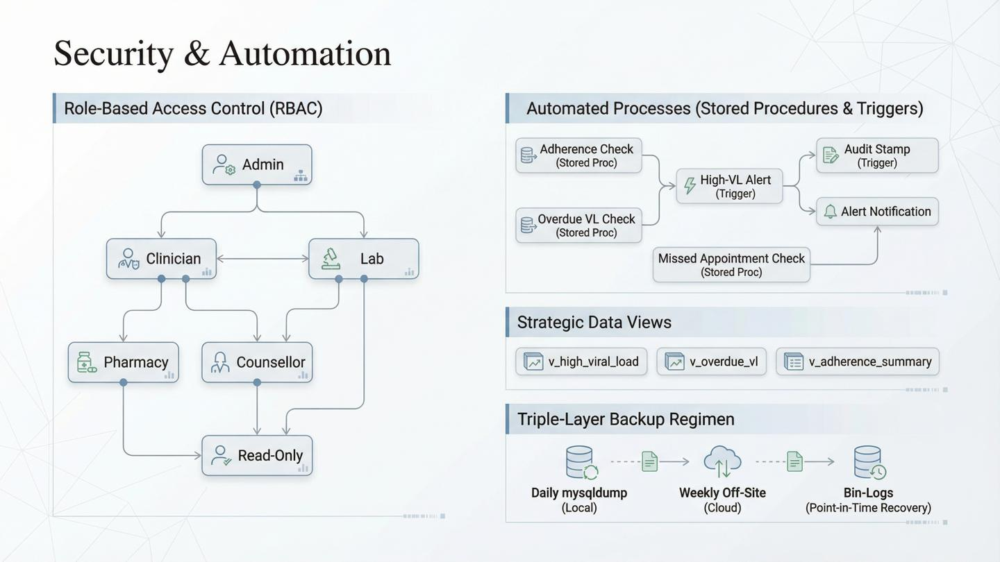 Security & Automation
Role-Based Access Control (RBAC)
Admin
Clinician
Lab
Pharmacy
Counsellor
Read-Only
Automated Processes (Stored Procedures & Triggers)
Adherence Check
(Stored Proc)
Overdue VL Check
(Stored Proc)
High-VL Alert
(Trigger)
Audit Stamp
(Trigger)
Alert Notification
Missed Appointment Check
(Stored Proc)
Strategic Data Views
v_high_viral_load
v_overdue_vl
v_adherence_summary
Triple-Layer Backup Regimen
Daily mysqldump
(Local)
Weekly Off-Site
(Cloud)
Bin-Logs
(Point-in-Time Recovery)